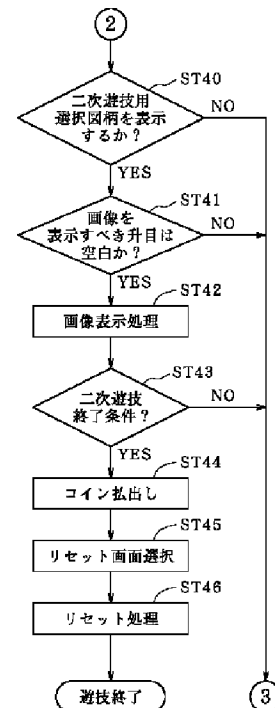 2
ST40
二次遊技用
選択図柄を表示
するか？
NO
YES
ST41
画像を
表示すべき升目は
空白か？
NO
YES
ST42
画像表示処理
ST43
二次遊技
終了条件？
NO
YES
ST44
コイン払出し
ST45
リセット画面選択
ST46
リセット処理
遊技終了
3